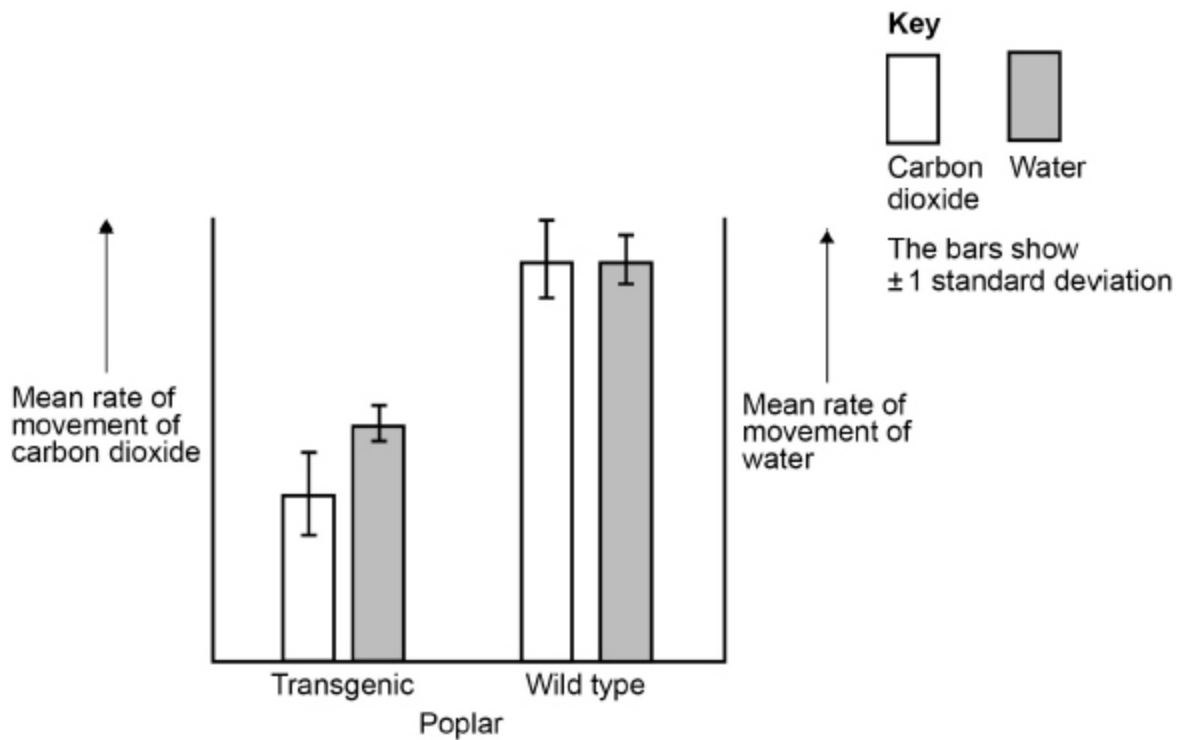 Key
Carbon Water
dioxide
The bars show
± 1 standard deviation
Mean rate of
movement of
carbon dioxide
Mean rate of
movement of
water
Transgenic Wild type
Poplar